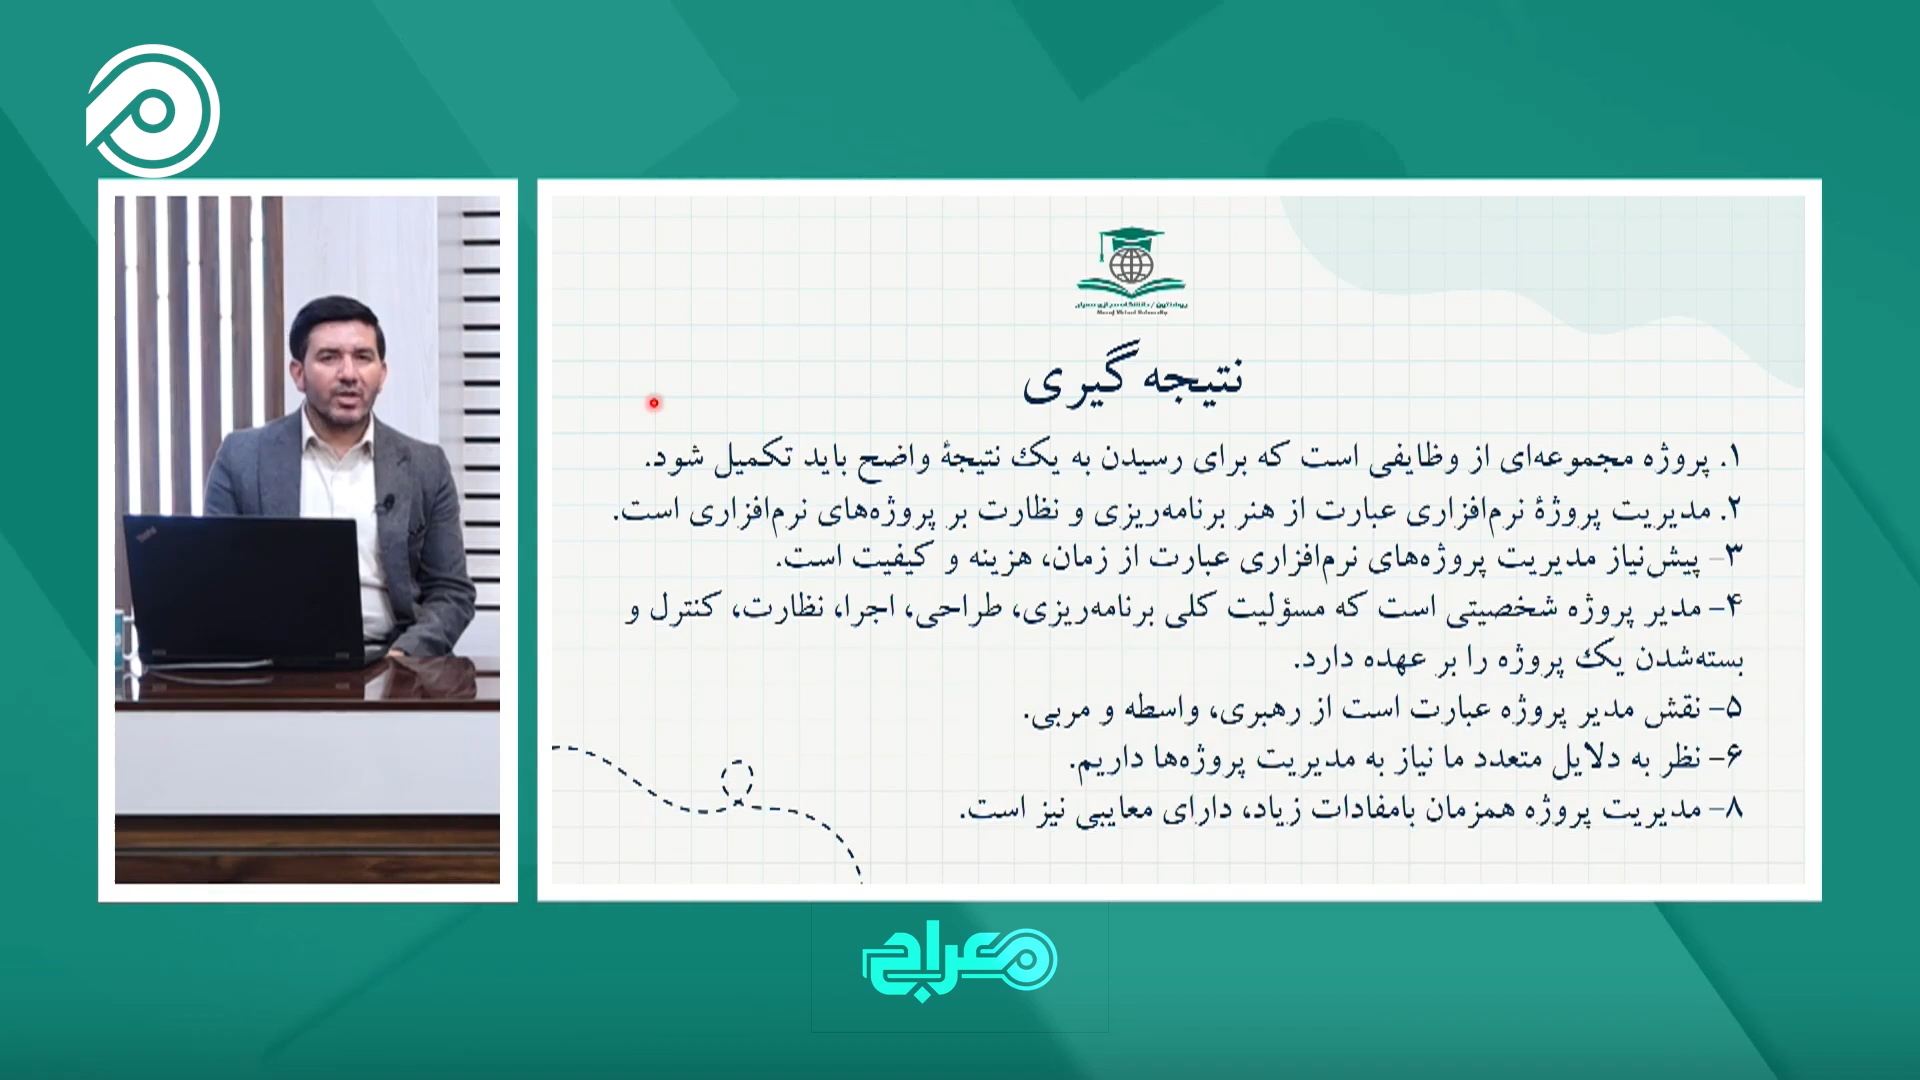 نتیجه گیری
۱. پروژه مجموعه‌ای از وظایفی است که برای رسیدن به یک نتیجهٔ واضح باید تکمیل شود.
۲. مدیریت پروژهٔ نرم‌افزاری عبارت از هنر برنامه‌ریزی و نظارت بر پروژه‌های نرم‌افزاری است.
۳- پیش‌نیاز مدیریت پروژه‌های نرم‌افزاری عبارت از زمان، هزینه و کیفیت است.
۴- مدیر پروژه شخصیتی است که مسؤلیت کلی برنامه‌ریزی، طراحی، اجرا، نظارت، کنترل و
بسته‌شدن یک پروژه را بر عهده دارد.
۵- نقش مدیر پروژه عبارت است از رهبری، واسطه و مربی.
۶- نظر به دلایل متعدد ما نیاز به مدیریت پروژه‌ها داریم.
۸- مدیریت پروژه همزمان بامفادات زیاد، دارای معایبی نیز است.
معراج